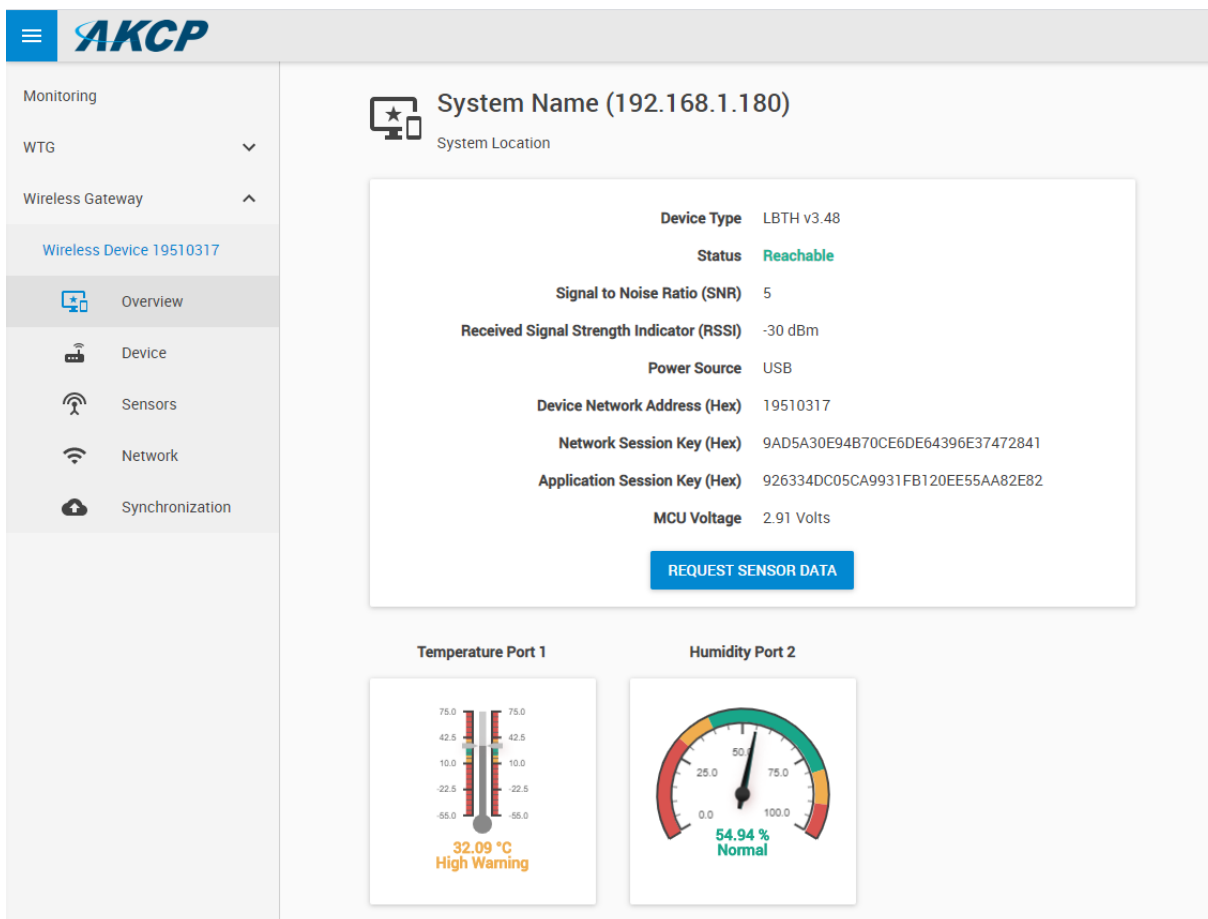 AKCP
Monitoring
WTG
Wireless Gateway
Wireless Device 19510317
Overview
Device
Sensors
Network
Synchronization
System Name (192.168.1.180)
System Location
Device Type LBTH v3.48
Status Reachable
Signal to Noise Ratio (SNR) 5
Received Signal Strength Indicator (RSSI) -30 dBm
Power Source USB
Device Network Address (Hex) 19510317
Network Session Key (Hex) 9AD5A30E94B70CE6DE64396E37472841
Application Session Key (Hex) 926334DC05CA9931FB120EE55AA82E82
MCU Voltage 2.91 Volts
REQUEST SENSOR DATA
Temperature Port 1
75.0 75.0
42.5 42.5
10.0 10.0
-22.5 -22.5
-55.0 -55.0
32.09 °C
High Warning
Humidity Port 2
50.0
25.0 75.0
0.0 100.0
54.94 %
Normal